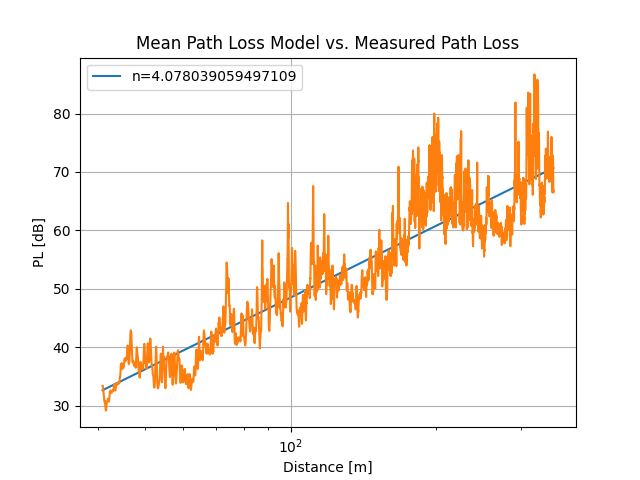 Mean Path Loss Model vs. Measured Path Loss
n=4.078039059497109
80
70
60
50
40
30
PL [dB]
10²
Distance [m]